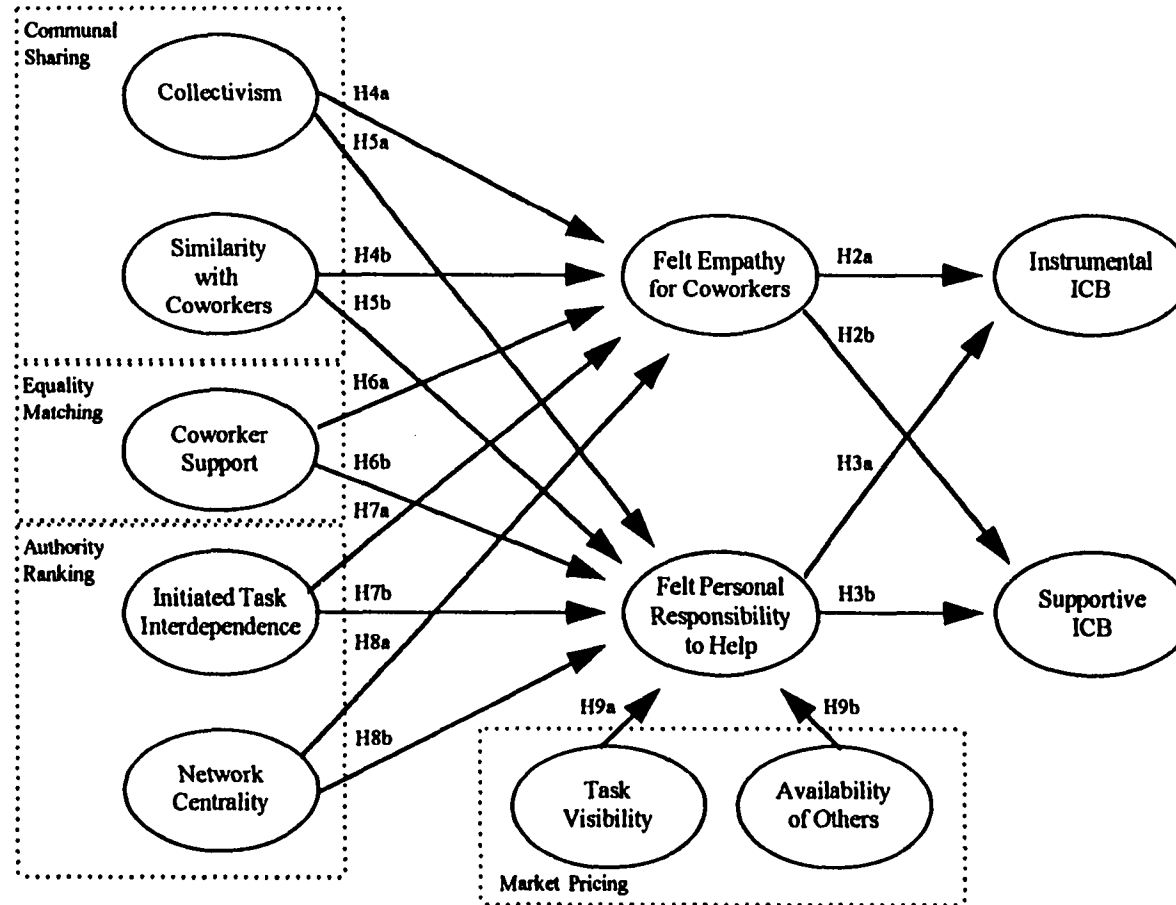 Communal
Sharing
Collectivism
H4a
H5a
Similarity
with
Coworkers
H4b
H5b
Felt Empathy
for Coworkers
H2a
H2b
Instrumental
ICB
Equality
Matching
Coworker
Support
H6a
H6b
H3a
Authority
Ranking
Initiated Task
Interdependence
H7a
H7b
H8a
Felt Personal
Responsibility
to Help
H3b
Supportive
ICB
Network
Centrality
H8b
H9a
H9b
Task
Visibility
Availability
of Others
Market Pricing